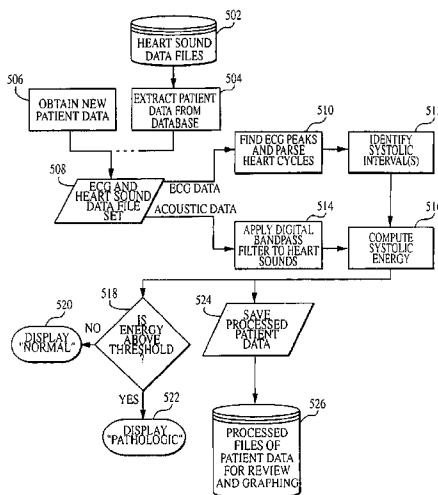 502
HEART SOUND
DATA FILES
506
504
OBTAIN NEW
PATIENT DATA
EXTRACT PATIENT
DATA FROM
DATABASE
510
FIND ECG PEAKS
AND PARSE
HEART CYCLES
512
IDENTIFY
SYSTOLIC
INTERVAL(S)
508
ECG AND
HEART SOUND
DATA FILE
SET
ECG DATA
ACOUSTIC DATA
514
APPLY DIGITAL
BANDPASS
FILTER TO HEART
SOUNDS
516
COMPUTE
SYSTOLIC
ENERGY
518
IS
ENERGY
ABOVE
THRESHOLD
?
NO
YES
520
DISPLAY
"NORMAL"
522
DISPLAY
"PATHOLOGIC"
524
SAVE
PROCESSED
PATIENT
DATA
526
PROCESSED
FILES OF
PATIENT DATA
FOR REVIEW
AND GRAPHING